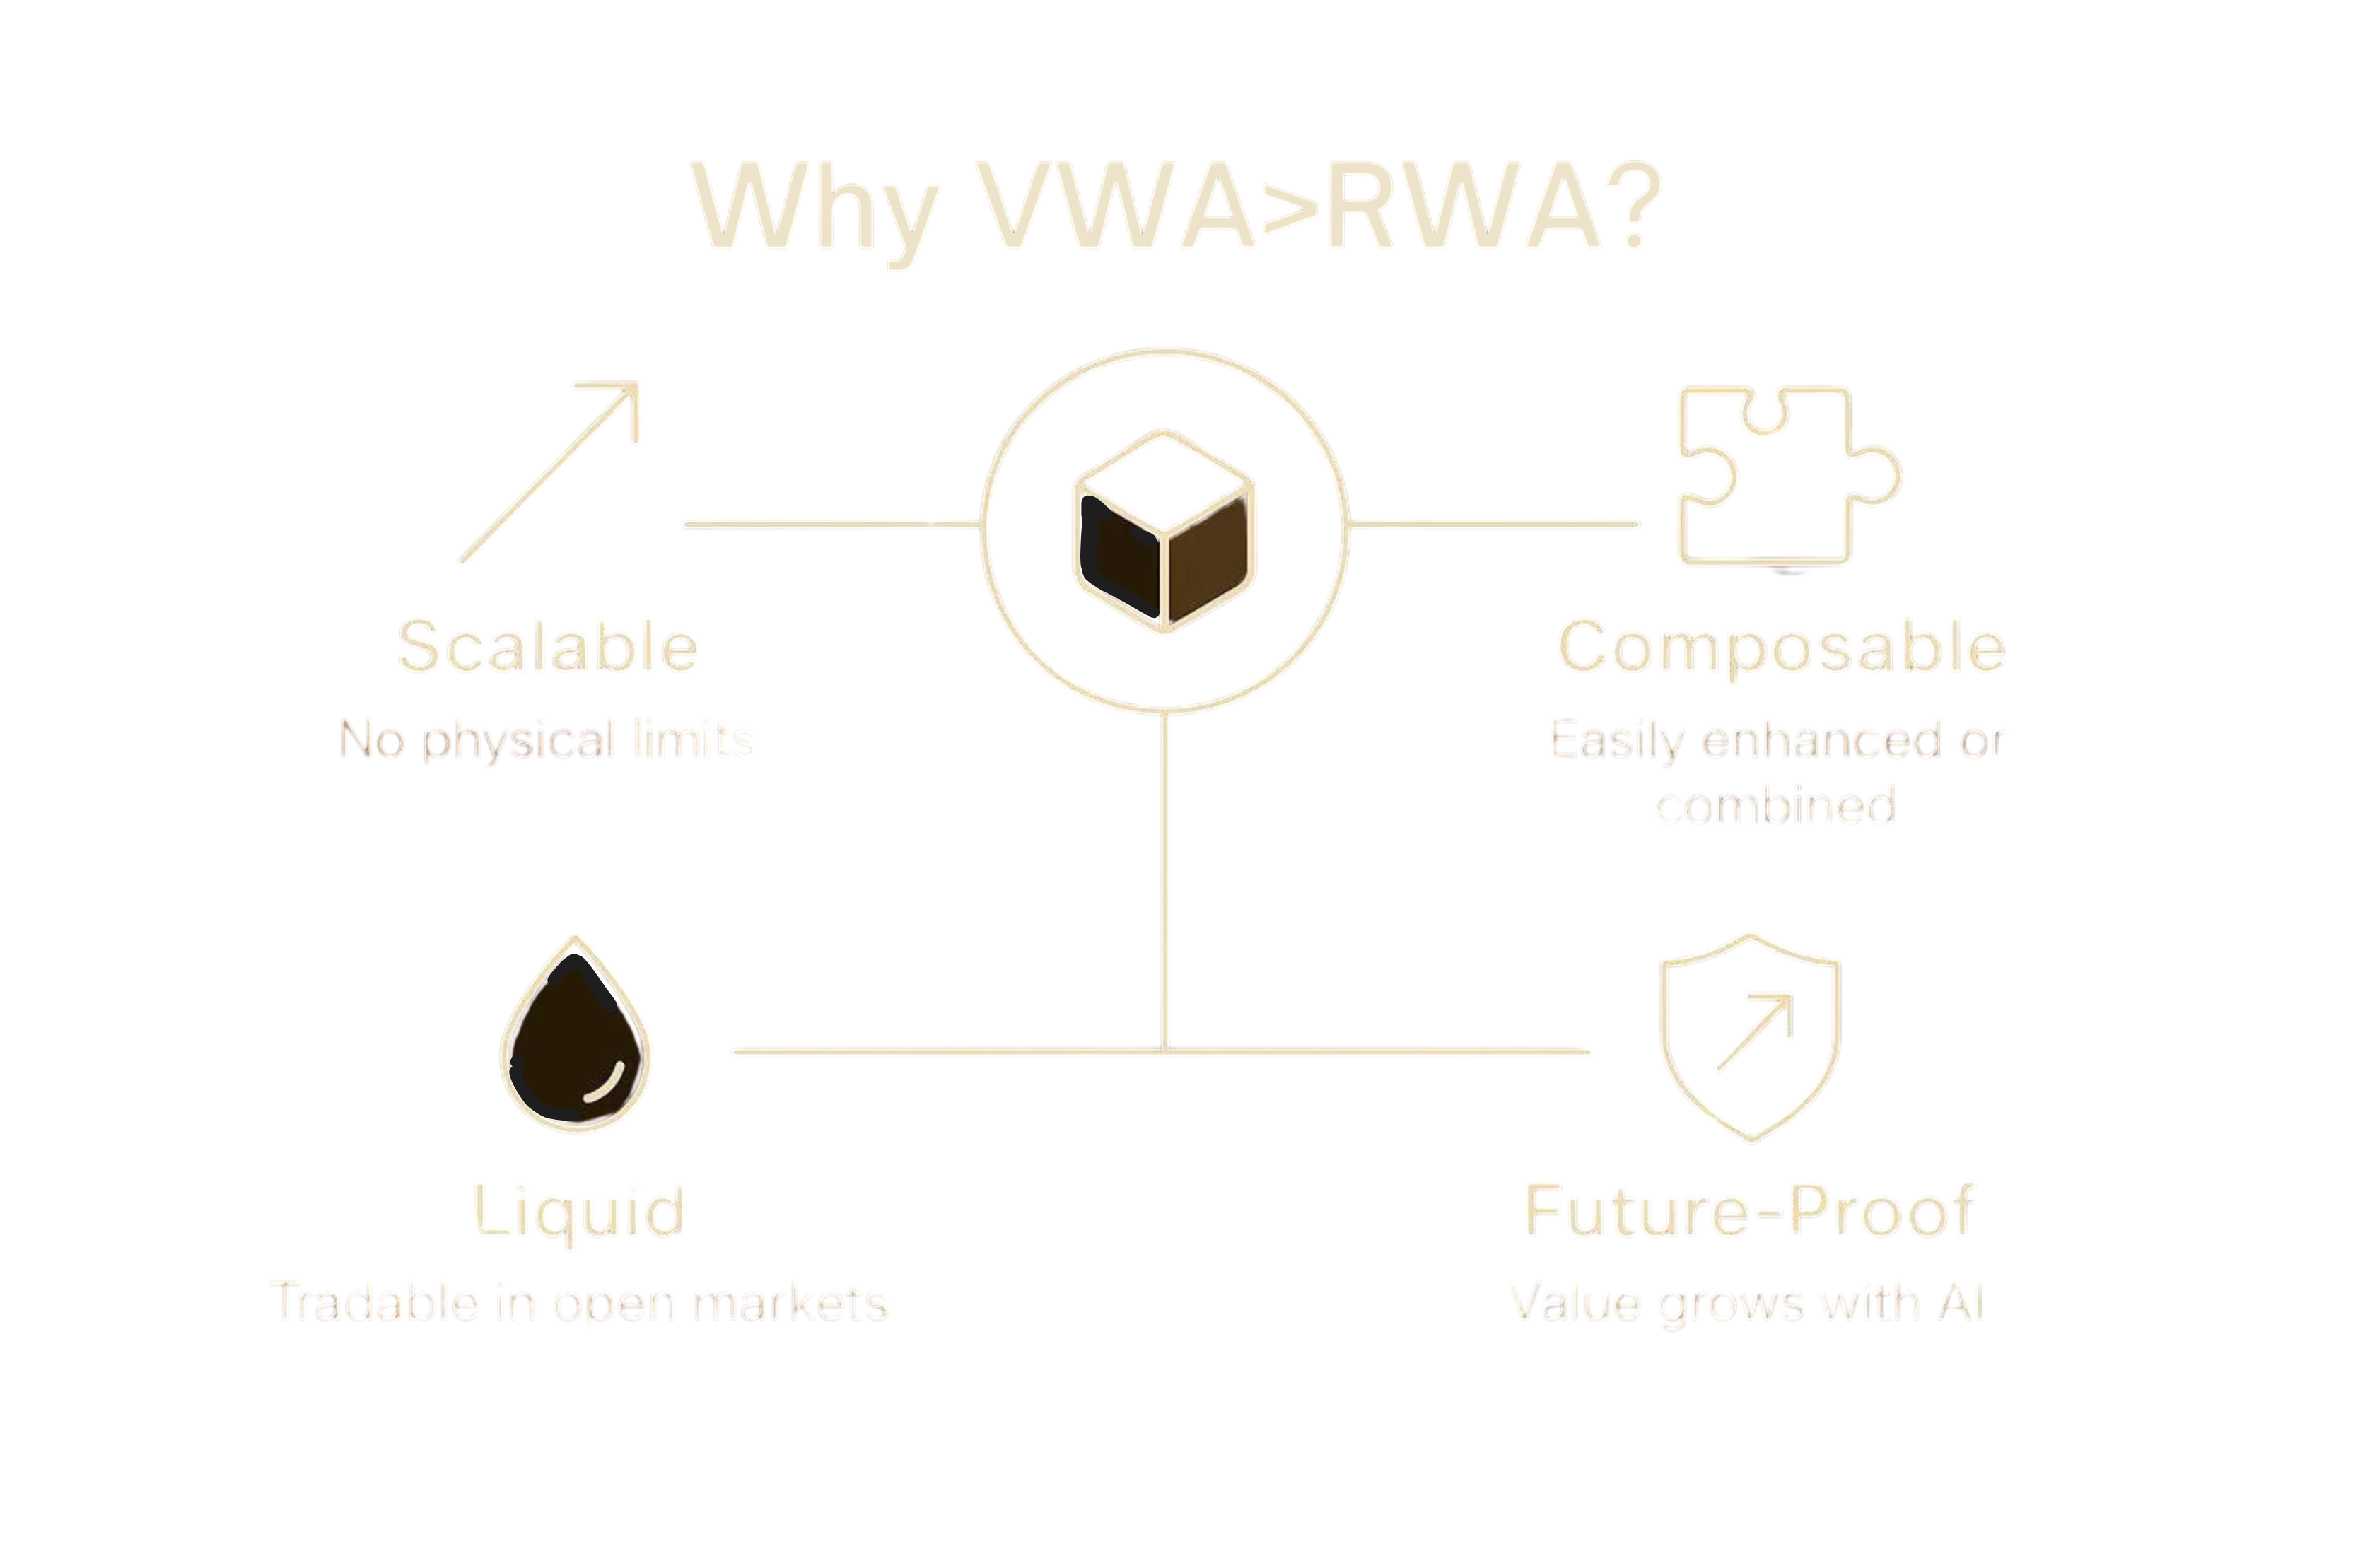 Why VWA>RWA?
Scalable
No physical limits
Composable
Easily enhanced or
combined
Liquid
Tradable in open markets
Future-Proof
Value grows with AI